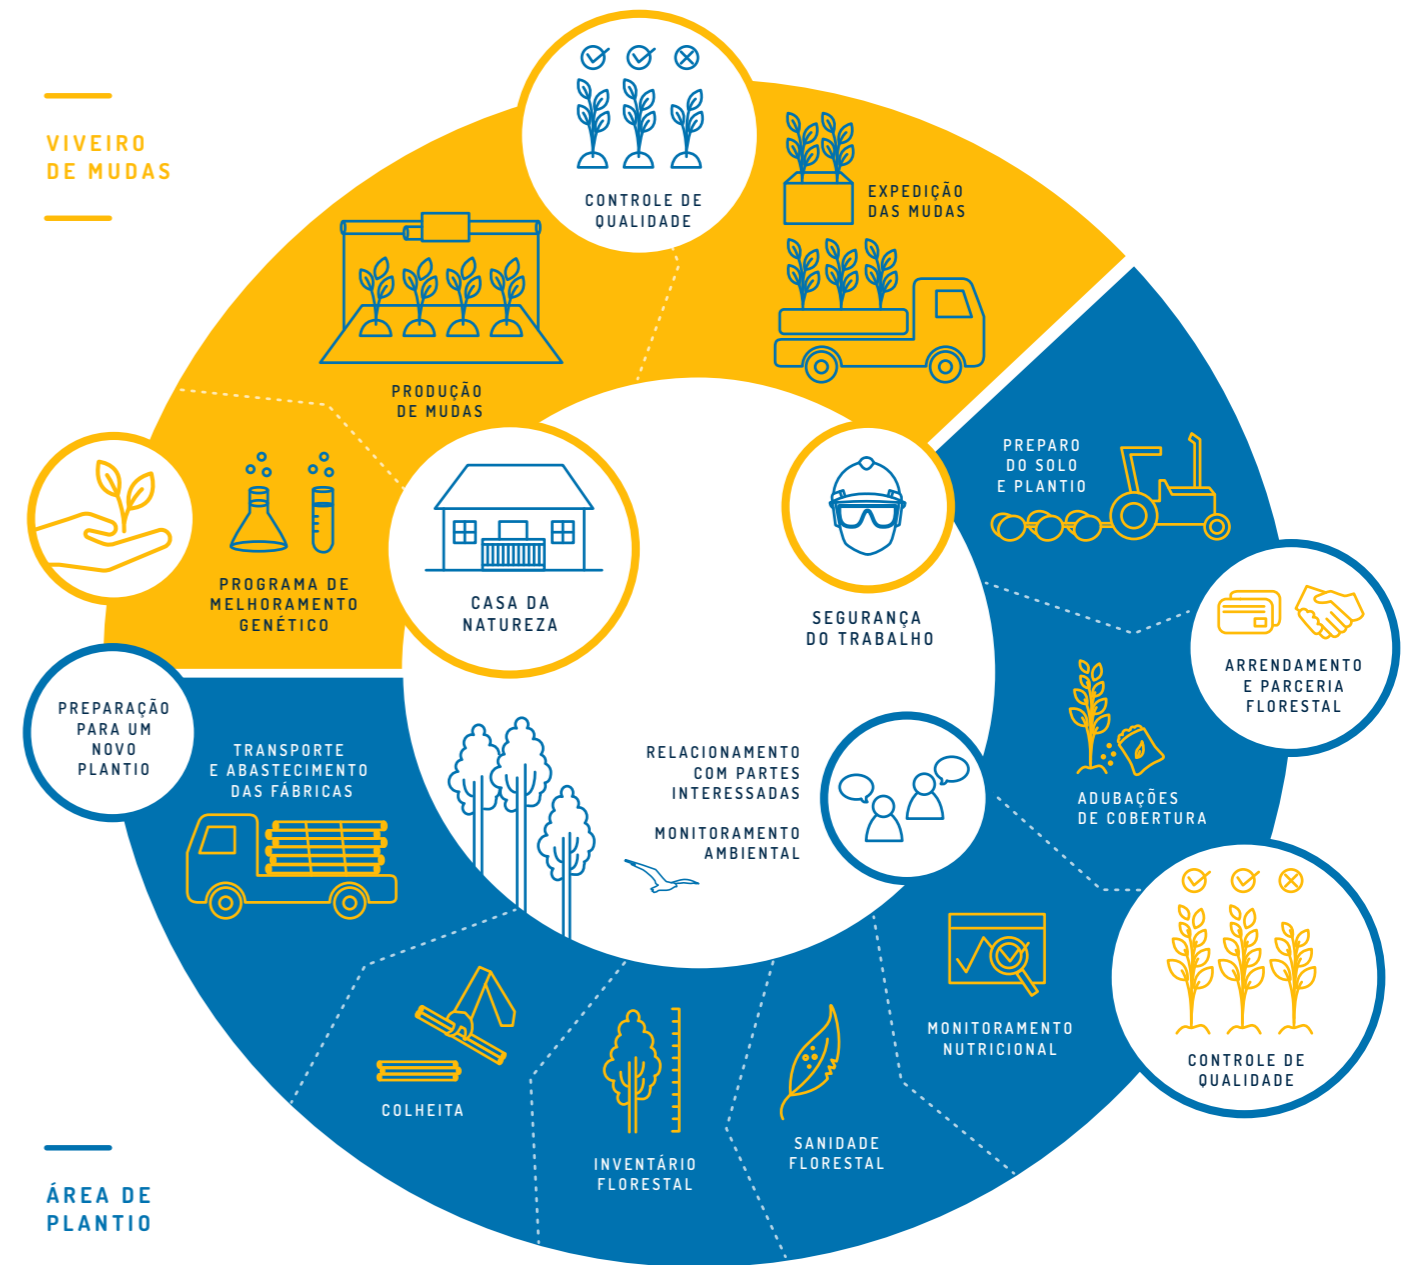 VIVEIRO
DE MUDAS
CONTROLE DE
QUALIDADE
EXPEDIÇÃO
DAS MUDAS
PRODUÇÃO
DE MUDAS
PROGRAMA DE
MELHORAMENTO
GENÉTICO
CASA DA
NATUREZA
SEGURANÇA
DO TRABALHO
PREPARO
DO SOLO
E PLANTIO
ARRENDAMENTO
E PARCERIA
FLORESTAL
ADUBAÇÕES
DE COBERTURA
CONTROLE DE
QUALIDADE
MONITORAMENTO
NUTRICIONAL
SANIDADE
FLORESTAL
INVENTÁRIO
FLORESTAL
COLHEITA
TRANSPORTE
E ABASTECIMENTO
DAS FÁBRICAS
PREPARAÇÃO
PARA UM
NOVO
PLANTIO
RELACIONAMENTO
COM PARTES
INTERESSADAS
MONITORAMENTO
AMBIENTAL
ÁREA DE
PLANTIO